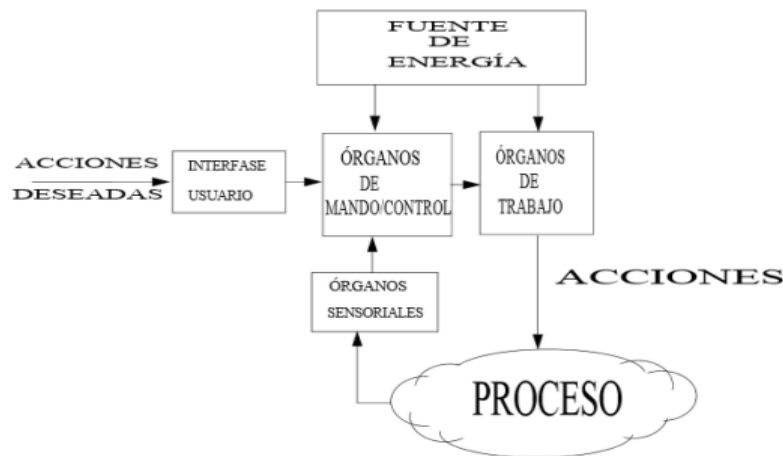 FUENTE
DE
ENERGÍA
ACCIONES
DESEADAS
INTERFASE
USUARIO
ÓRGANOS
DE
MANDO/CONTROL
ÓRGANOS
DE
TRABAJO
ÓRGANOS
SENSORIALES
ACCIONES
PROCESO